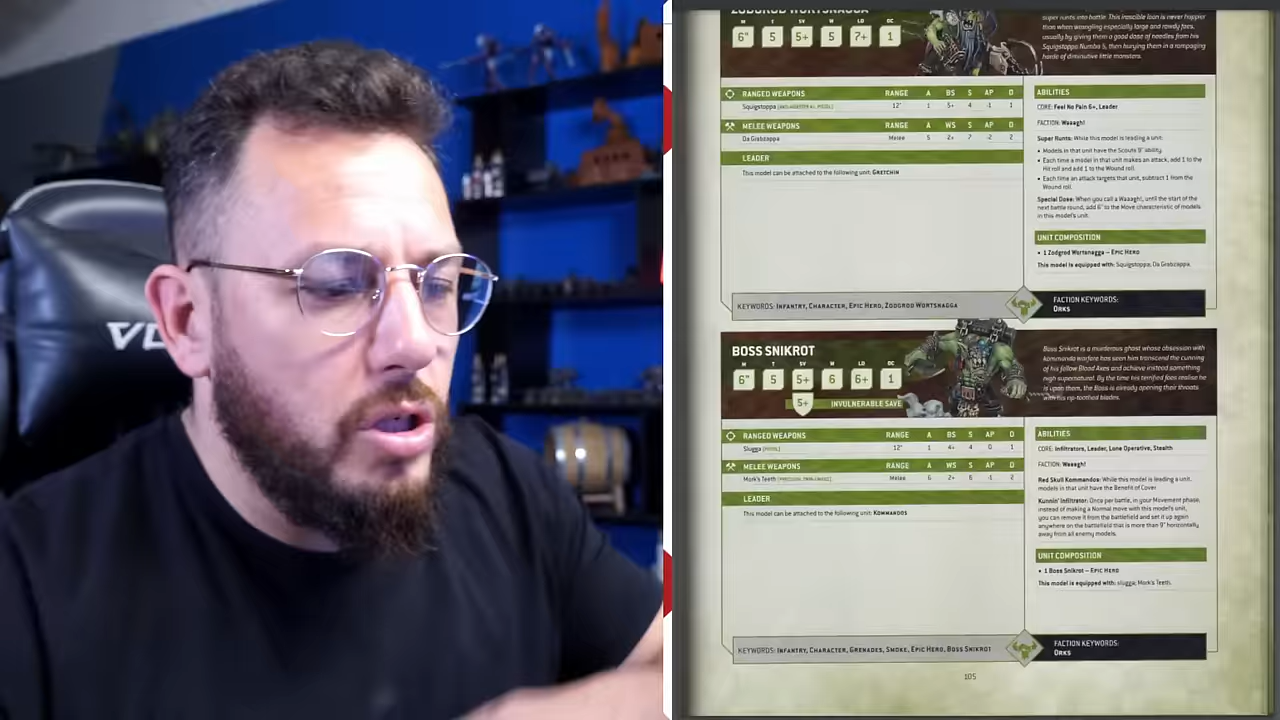 ZODGROD WORTSNAGGA
super runts into battle. This irascible loon is never happier
than when wrangling especially large and rowdy foes,
usually by giving them a good dose of needles from his
Squigstoppa Numba 5, then hurying them in a rampaging
horde of diminutive little monsters.
M T SV W LD OC
6" 5 5+ 5 7+ 1
RANGED WEAPONS RANGE A BS S AP D
Squigstoppa 12" 1 5+ 4 -1 1
MELEE WEAPONS RANGE A WS S AP D
Da Grabzappa Melee 5 2+ 7 -2 2
LEADER
This model can be attached to the following unit: GRETCHIN
ABILITIES
CORE: Feel No Pain 6+, Leader
FACTION: Waaagh!
Super Runts: While this model is leading a unit:
• Models in that unit have the Scouts 9" ability.
• Each time a model in that unit makes an attack, add 1 to the
Hit roll and add 1 to the Wound roll.
• Each time an attack targets that unit, subtract 1 from the
Wound roll.
Special Dose: When you call a Waaagh!, until the start of the
next battle round, add 6" to the Move characteristic of models
in this model's unit.
UNIT COMPOSITION
• 1 Zodgrod Wortsnagga – EPIC HERO
This model is equipped with: Squigstoppa; Da Grabzappa.
KEYWORDS: INFANTRY, CHARACTER, EPIC HERO, ZODGROD WORTSNAGGA
FACTION KEYWORDS:
ORKS
BOSS SNIKROT
M T SV W LD OC
6" 5 5+ 6 6+ 1
5+ INVULNERABLE SAVE
Boss Snikrot is a murderous ghost whose obsession with
kommando warfare has seen him transcend the cunning
of his fellow Blood Axes and achieve instead something
nigh supernatural. By the time his terrified foes realise he
is upon them, the Boss is already opening their throats
with his rip-toothed blades.
RANGED WEAPONS RANGE A BS S AP D
Slugga [PISTOL] 12" 1 4+ 4 0 1
MELEE WEAPONS RANGE A WS S AP D
Mork's Teeth [PRECISION, TWIN-LINKED] Melee 6 2+ 6 -1 2
LEADER
This model can be attached to the following unit: KOMMANDOS
ABILITIES
CORE: Infiltrators, Leader, Lone Operative, Stealth
FACTION: Waaagh!
Red Skull Kommandos: While this model is leading a unit,
models in that unit have the Benefit of Cover.
Kunnin' Infiltrator: Once per battle, in your Movement phase,
instead of making a Normal move with this model's unit,
you can remove it from the battlefield and set it up again
anywhere on the battlefield that is more than 9" horizontally
away from all enemy models.
UNIT COMPOSITION
• 1 Boss Snikrot – EPIC HERO
This model is equipped with: slugga; Mork's Teeth.
KEYWORDS: INFANTRY, CHARACTER, GRENADES, SMOKE, EPIC HERO, BOSS SNIKROT
FACTION KEYWORDS:
ORKS
105